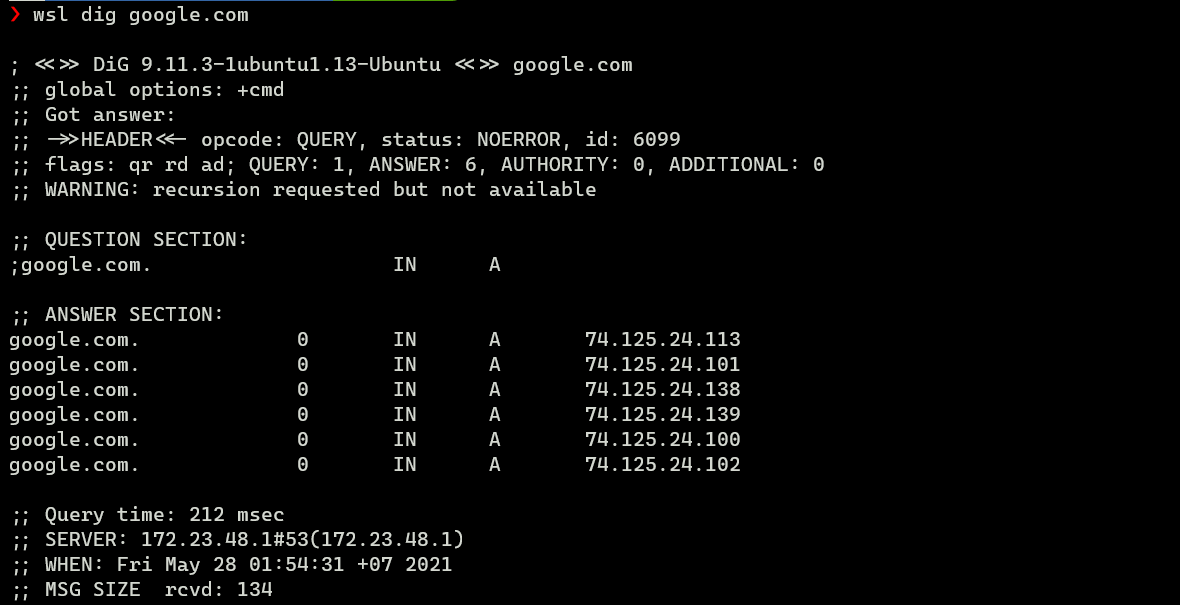 ❯ wsl dig google.com
; <<>> DiG 9.11.3-1ubuntu1.13-Ubuntu <<>> google.com
;; global options: +cmd
;; Got answer:
;; ->>HEADER<<- opcode: QUERY, status: NOERROR, id: 6099
;; flags: qr rd ad; QUERY: 1, ANSWER: 6, AUTHORITY: 0, ADDITIONAL: 0
;; WARNING: recursion requested but not available
;; QUESTION SECTION:
;google.com. IN A
;; ANSWER SECTION:
google.com. 0 IN A 74.125.24.113
google.com. 0 IN A 74.125.24.101
google.com. 0 IN A 74.125.24.138
google.com. 0 IN A 74.125.24.139
google.com. 0 IN A 74.125.24.100
google.com. 0 IN A 74.125.24.102
;; Query time: 212 msec
;; SERVER: 172.23.48.1#53(172.23.48.1)
;; WHEN: Fri May 28 01:54:31 +07 2021
;; MSG SIZE  rcvd: 134